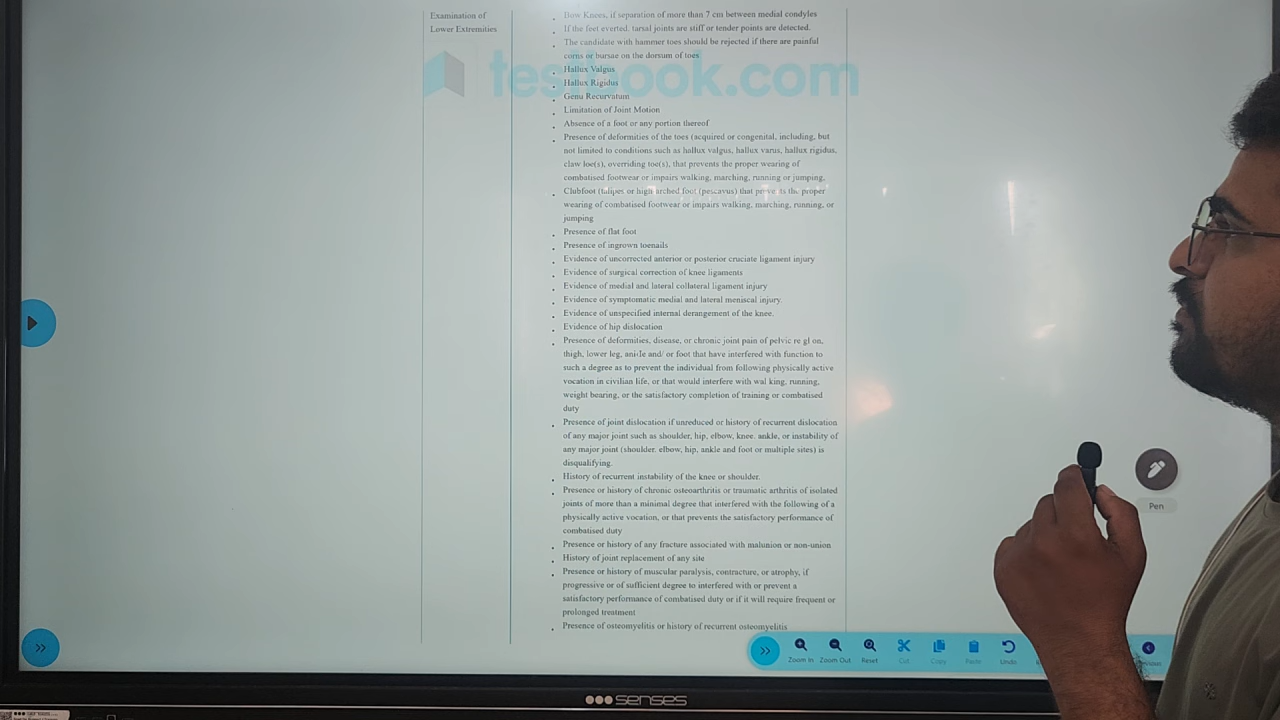 Examination of
Lower Extremities
Bow Knees, if separation of more than 7 cm between medial condyles
If the feet everted. tarsal joints are stiff or tender points are detected.
The candidate with hammer toes should be rejected if there are painful
corns or bursae on the dorsum of toes
testbook.com
Hallux Valgus
Hallux Rigidus
Genu Recurvatum
Limitation of Joint Motion
Absence of a foot or any portion thereof
Presence of deformities of the toes (acquired or congenital, including, but
not limited to conditions such as hallux valgus, hallux varus, hallux rigidus,
claw loe(s), overriding toe(s), that prevents the proper wearing of
combatised footwear or impairs walking, marching, running or jumping,
Clubfoot (talipes or high arched foot (pescavus) that prevents the proper
wearing of combatised footwear or impairs walking, marching, running, or
jumping
Presence of flat foot
Presence of ingrown toenails
Evidence of uncorrected anterior or posterior cruciate ligament injury
Evidence of surgical correction of knee ligaments
Evidence of medial and lateral collateral ligament injury
Evidence of symptomatic medial and lateral meniscal injury.
Evidence of unspecified internal derangement of the knee.
Evidence of hip dislocation
Presence of deformities, disease, or chronic joint pain of pelvic re gl on,
thigh, lower leg, ankle and/ or foot that have interfered with function to
such a degree as to prevent the individual from following physically active
vocation in civilian life, or that would interfere with wal king, running,
weight bearing, or the satisfactory completion of training or combatised
duty
Presence of joint dislocation if unreduced or history of recurrent dislocation
of any major joint such as shoulder, hip, elbow, knee. ankle, or instability of
any major joint (shoulder. elbow, hip, ankle and foot or multiple sites) is
disqualifying.
History of recurrent instability of the knee or shoulder.
Presence or history of chronic osteoarthritis or traumatic arthritis of isolated
joints of more than a minimal degree that interfered with the following of a
physically active vocation, or that prevents the satisfactory performance of
combatised duty
Presence or history of any fracture associated with malunion or non-union
History of joint replacement of any site
Presence or history of muscular paralysis, contracture, or atrophy, if
progressive or of sufficient degree to interfered with or prevent a
satisfactory performance of combatised duty or if it will require frequent or
prolonged treatment
Presence of osteomyelitis or history of recurrent osteomyelitis
Pen
Zoom In Zoom Out Reset Cut Copy Paste Undo
senses